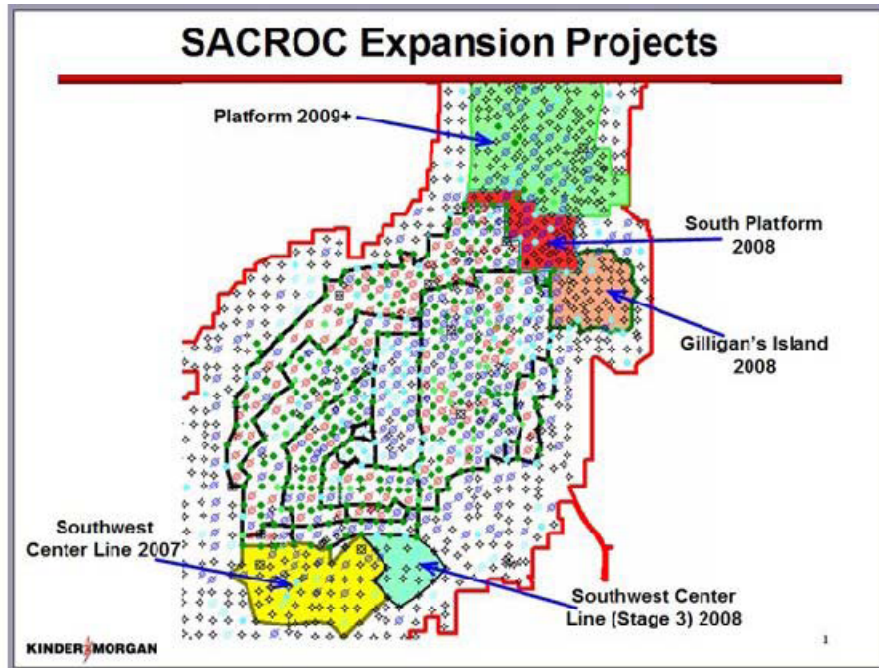 SACROC Expansion Projects
Platform 2009+
South Platform
2008
Gilligan's Island
2008
Southwest
Center Line 2007
Southwest Center
Line (Stage 3) 2008
KINDER MORGAN
1